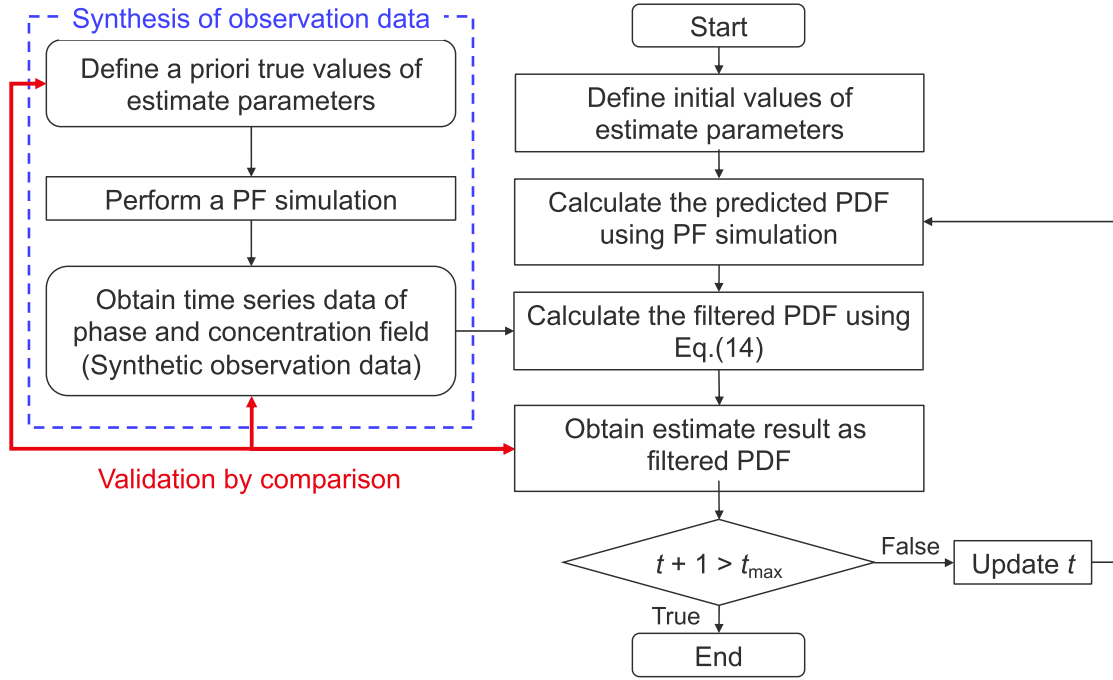 Synthesis of observation data
Define a priori true values of
estimate parameters
Perform a PF simulation
Obtain time series data of
phase and concentration field
(Synthetic observation data)
Validation by comparison
Start
Define initial values of
estimate parameters
Calculate the predicted PDF
using PF simulation
Calculate the filtered PDF using
Eq.(14)
Obtain estimate result as
filtered PDF
t + 1 > tmax
False
Update t
True
End